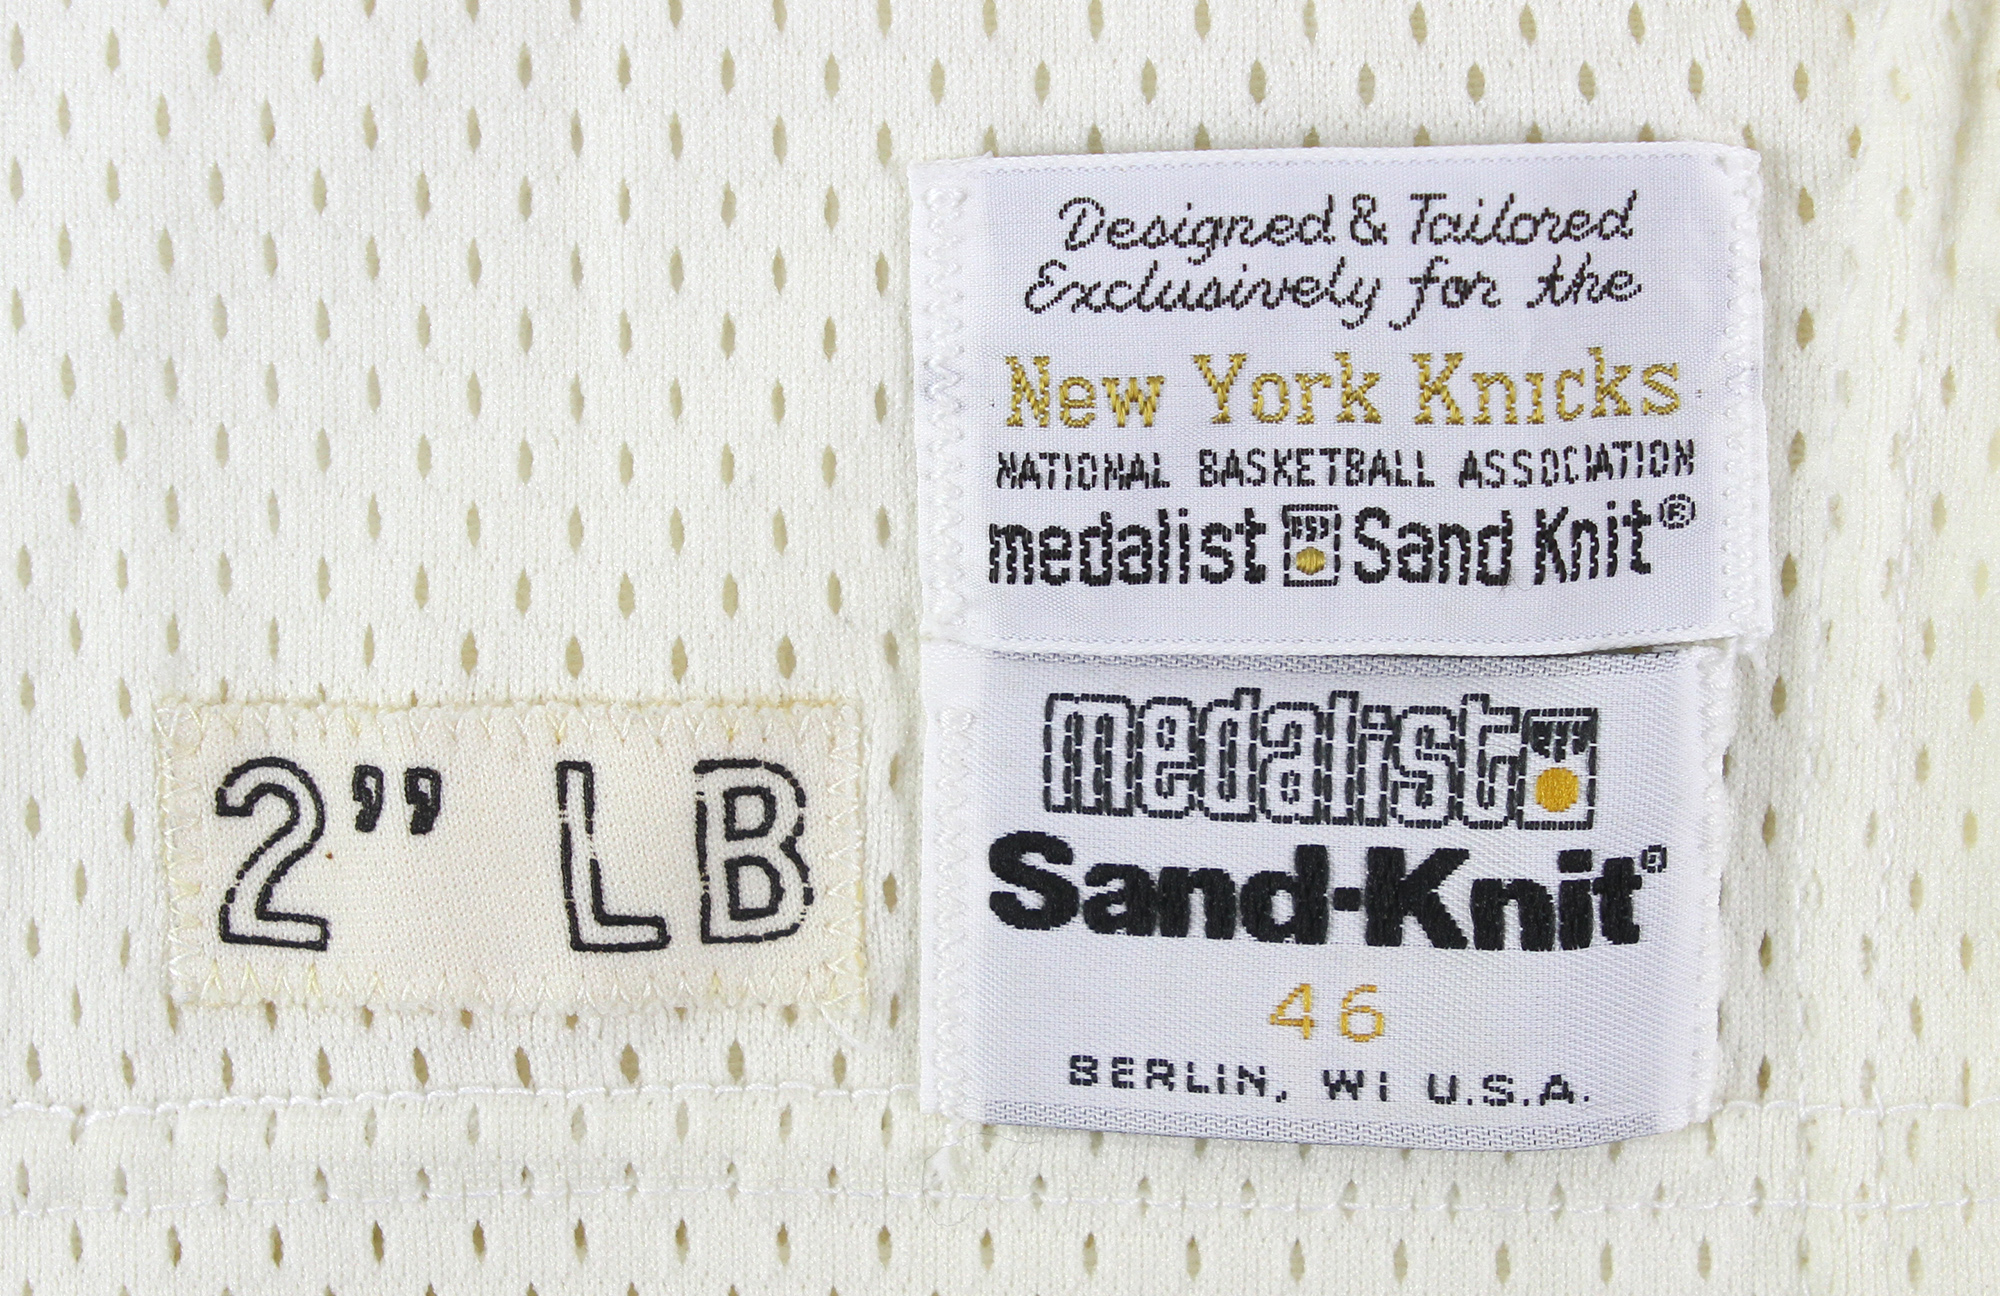 Designed & Tailored
Exclusively for the
New York Knicks
NATIONAL BASKETBALL ASSOCIATION
medalist Sand Knit®
2” LB
medalist
Sand-Knit®
46
BERLIN, WI U.S.A.